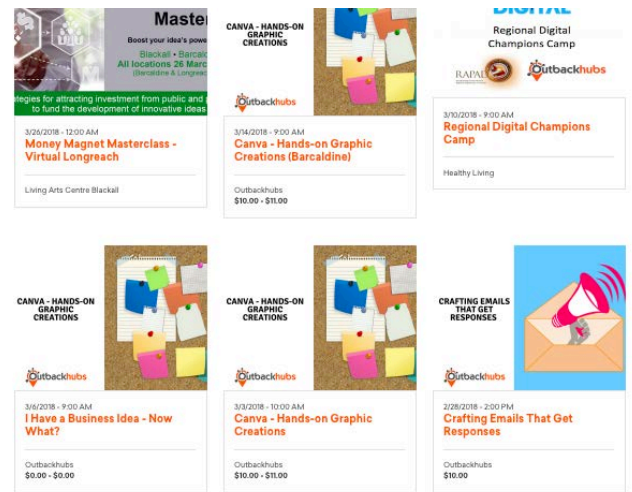 Master
Boost your idea's powe
Blackall • Barcal
All locations 26 Marc
(Barcaldine & Longreac
tegies for attracting investment from public and p
to fund the development of innovative ideas
3/26/2018 - 12:00 AM
Money Magnet Masterclass -
Virtual Longreach
Living Arts Centre Blackall
CANVA - HANDS-ON
GRAPHIC
CREATIONS
Outbackhubs
3/14/2018 - 9:00 AM
Canva - Hands-on Graphic
Creations (Barcaldine)
Outbackhubs
$10.00 - $11.00
DIGITAL
Regional Digital
Champions Camp
RAPAD
Outbackhubs
3/10/2018 - 9:00 AM
Regional Digital Champions
Camp
Healthy Living
CANVA - HANDS-ON
GRAPHIC
CREATIONS
Outbackhubs
3/6/2018 - 9:00 AM
I Have a Business Idea - Now
What?
Outbackhubs
$0.00 - $0.00
CANVA - HANDS-ON
GRAPHIC
CREATIONS
Outbackhubs
3/3/2018 - 10:00 AM
Canva - Hands-on Graphic
Creations
Outbackhubs
$10.00 - $11.00
CRAFTING EMAILS
THAT GET
RESPONSES
Outbackhubs
2/28/2018 - 2:00 PM
Crafting Emails That Get
Responses
Outbackhubs
$10.00